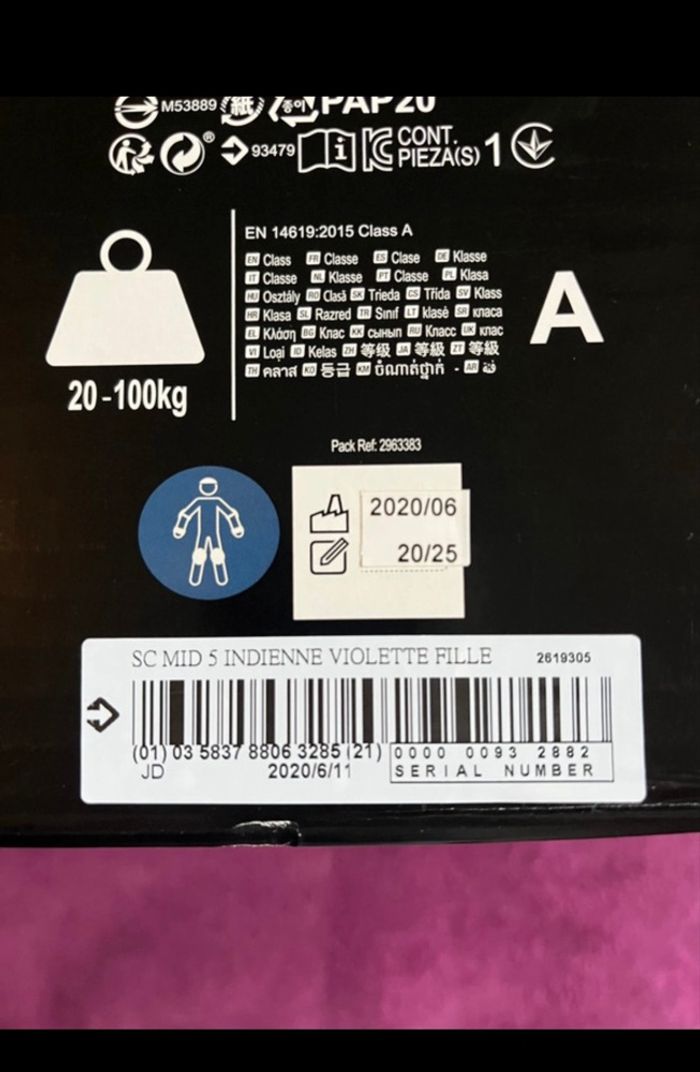 M53889 紙 종이 PAP20
® 93479 i CONT. PIEZA(S) 1
EN 14619:2015 Class A
EN Class FR Classe ES Clase DE Klasse
IT Classe NL Klasse PT Classe PL Klasa
HU Osztály RO Clasă SK Trieda CS Třída SV Klass
HR Klasa SL Razred TR Sınıf LT klasė SR класа
EL Κλάση BG Клас KK сынып RU Класс UK клас
VI Loại ID Kelas ZH 等级 JA 等級 ZT 等級
TH คลาส KO 등급 KM ចំណាត់ថ្នាក់ - AR
A
20-100kg
Pack Ref: 2963383
2020/06
20/25
SC MID 5 INDIENNE VIOLETTE FILLE 2619305
(01) 03 5837 8806 3285 (21) 0000 0093 2882
JD 2020/6/11 SERIAL NUMBER